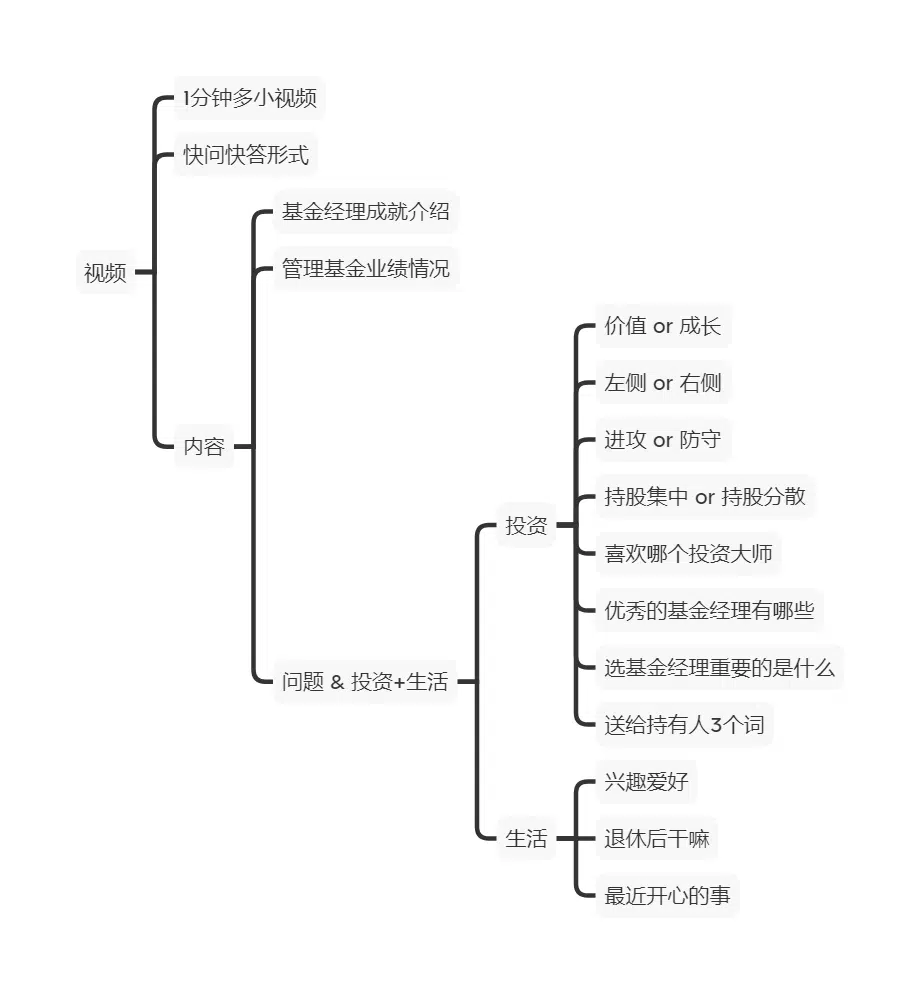 1分钟多小视频
快问快答形式
基金经理成就介绍
管理基金业绩情况
视频
价值 or 成长
左侧 or 右侧
进攻 or 防守
内容
持股集中 or 持股分散
投资
喜欢哪个投资大师
优秀的基金经理有哪些
选基金经理重要的是什么
问题 & 投资+生活
送给持有人3个词
兴趣爱好
生活
退休后干嘛
最近开心的事